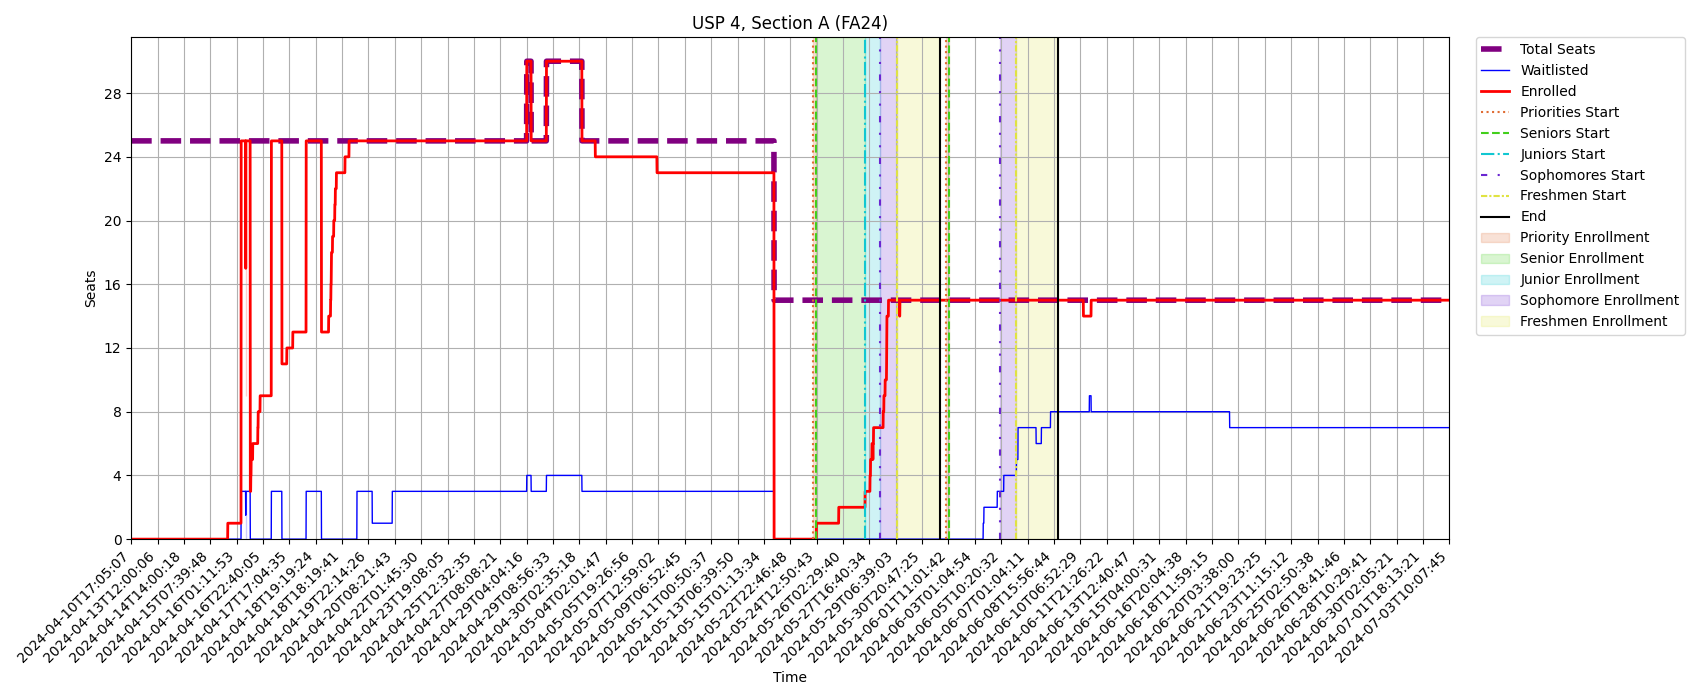 USP 4, Section A (FA24)
Total Seats
Waitlisted
Enrolled
Priorities Start
Seniors Start
Juniors Start
Sophomores Start
Freshmen Start
End
Priority Enrollment
Senior Enrollment
Junior Enrollment
Sophomore Enrollment
Freshmen Enrollment
Seats
28
24
20
16
12
8
4
0
2024-04-10T17:05:07
2024-04-13T12:00:06
2024-04-14T14:00:18
2024-04-15T07:39:48
2024-04-16T01:11:53
2024-04-16T22:40:05
2024-04-17T17:04:35
2024-04-18T19:19:24
2024-04-18T18:19:41
2024-04-19T22:14:26
2024-04-20T08:21:43
2024-04-22T01:45:30
2024-04-23T19:08:05
2024-04-25T12:32:35
2024-04-27T08:08:21
2024-04-29T04:04:16
2024-04-29T08:56:33
2024-04-30T02:35:18
2024-05-04T02:01:47
2024-05-05T19:26:56
2024-05-07T12:59:02
2024-05-09T06:52:45
2024-05-11T00:50:37
2024-05-13T06:39:50
2024-05-15T01:13:34
2024-05-22T22:46:48
2024-05-24T12:50:43
2024-05-26T02:29:40
2024-05-27T16:40:34
2024-05-29T06:39:03
2024-05-30T20:47:25
2024-06-01T11:01:42
2024-06-03T01:04:54
2024-06-05T10:20:32
2024-06-07T01:04:11
2024-06-08T15:56:44
2024-06-10T06:52:29
2024-06-11T21:26:22
2024-06-13T12:40:47
2024-06-15T04:00:31
2024-06-16T20:04:38
2024-06-18T11:59:15
2024-06-20T03:38:00
2024-06-21T19:23:25
2024-06-23T11:15:12
2024-06-25T02:50:38
2024-06-26T18:41:46
2024-06-28T10:29:41
2024-06-30T02:05:21
2024-07-01T18:13:21
2024-07-03T10:07:45
Time